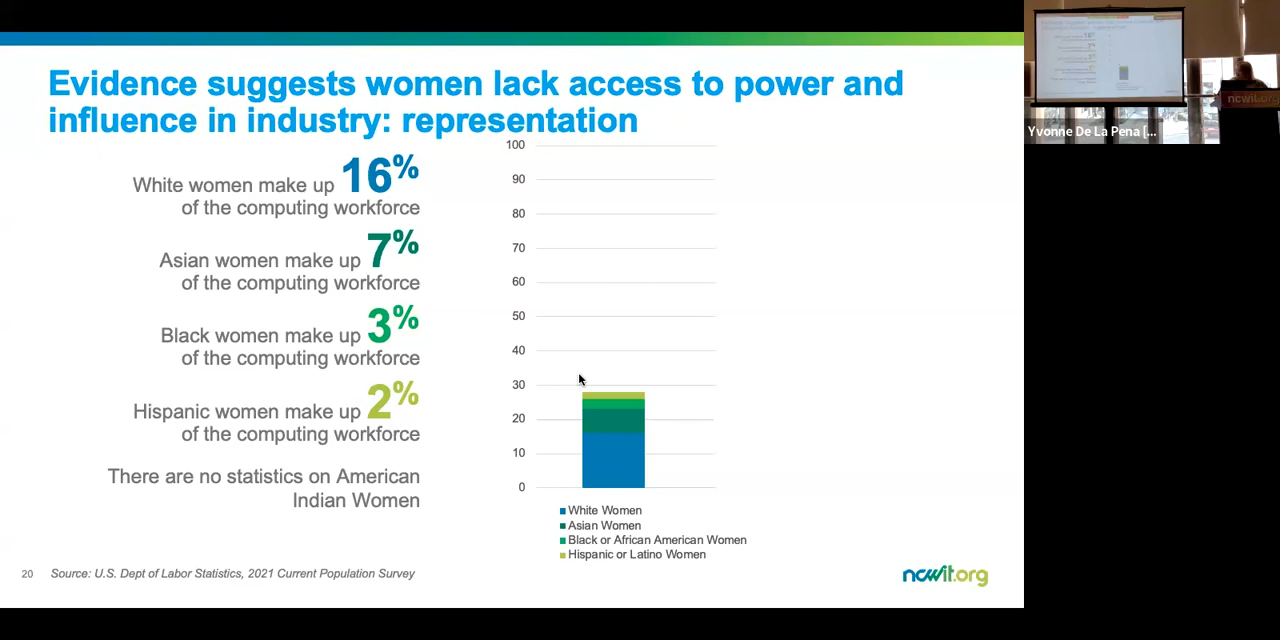 Evidence suggests women lack access to power and
influence in industry: representation
White women make up 16%
of the computing workforce
Asian women make up 7%
of the computing workforce
Black women make up 3%
of the computing workforce
Hispanic women make up 2%
of the computing workforce
There are no statistics on American
Indian Women
100
90
80
70
60
50
40
30
20
10
0
White Women
Asian Women
Black or African American Women
Hispanic or Latino Women
20
Source: U.S. Dept of Labor Statistics, 2021 Current Population Survey
ncwit.org
Yvonne De La Pena [...
ncwit.org